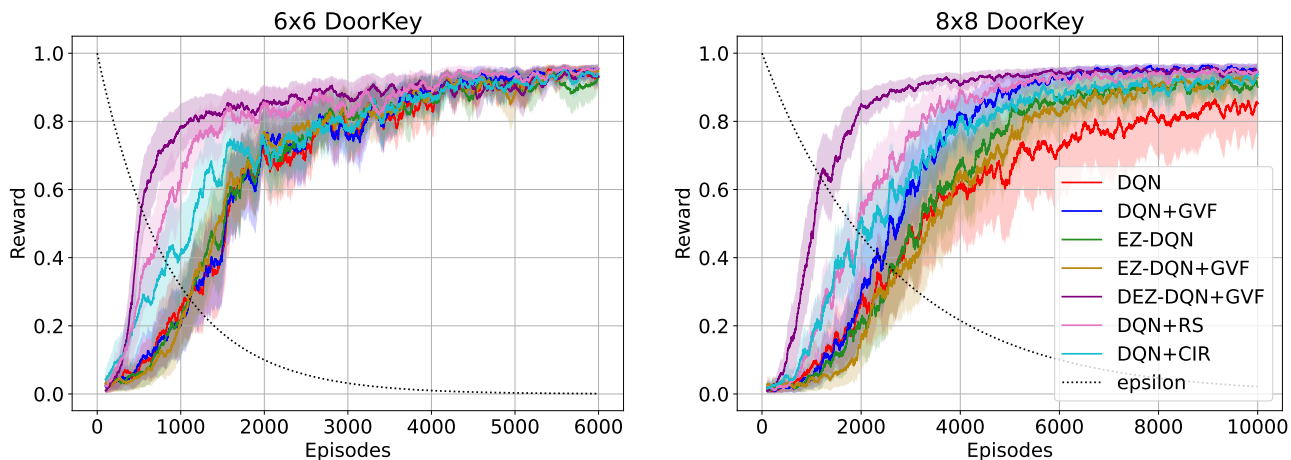 6x6 DoorKey
1.0
0.8
0.6
0.4
0.2
0.0
Reward
0 1000 2000 3000 4000 5000 6000
Episodes
8x8 DoorKey
1.0
0.8
0.6
0.4
0.2
0.0
Reward
0 2000 4000 6000 8000 10000
Episodes
DQN
DQN+GVF
EZ-DQN
EZ-DQN+GVF
DEZ-DQN+GVF
DQN+RS
DQN+CIR
epsilon